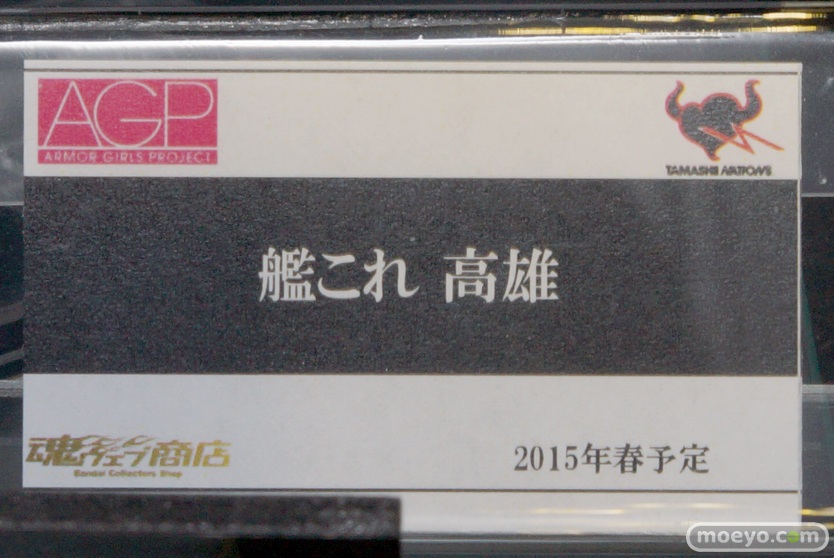 AGP
ARMOR GIRLS PROJECT
TAMASHII NATIONS
艦これ 高雄
魂ウェブ商店
Bandai Collectors Shop
2015年春予定
moeyo.com